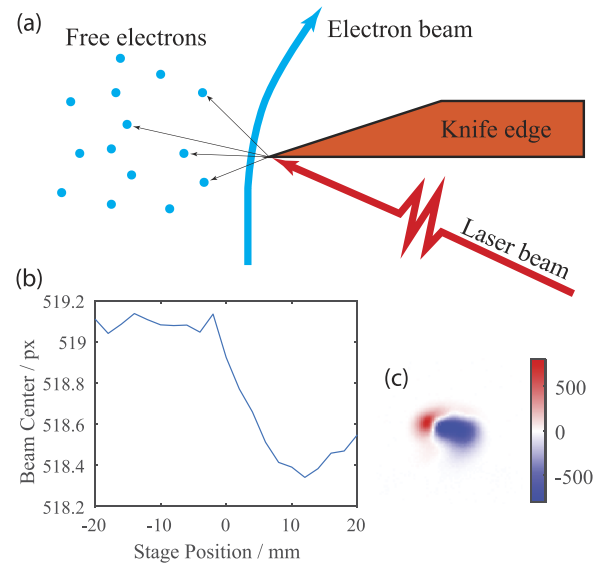 (a)
Free electrons
Electron beam
Knife edge
Laser beam
(b)
519.2
519
518.8
518.6
518.4
518.2
Beam Center / px
-20
-10
0
10
20
Stage Position / mm
(c)
500
0
-500